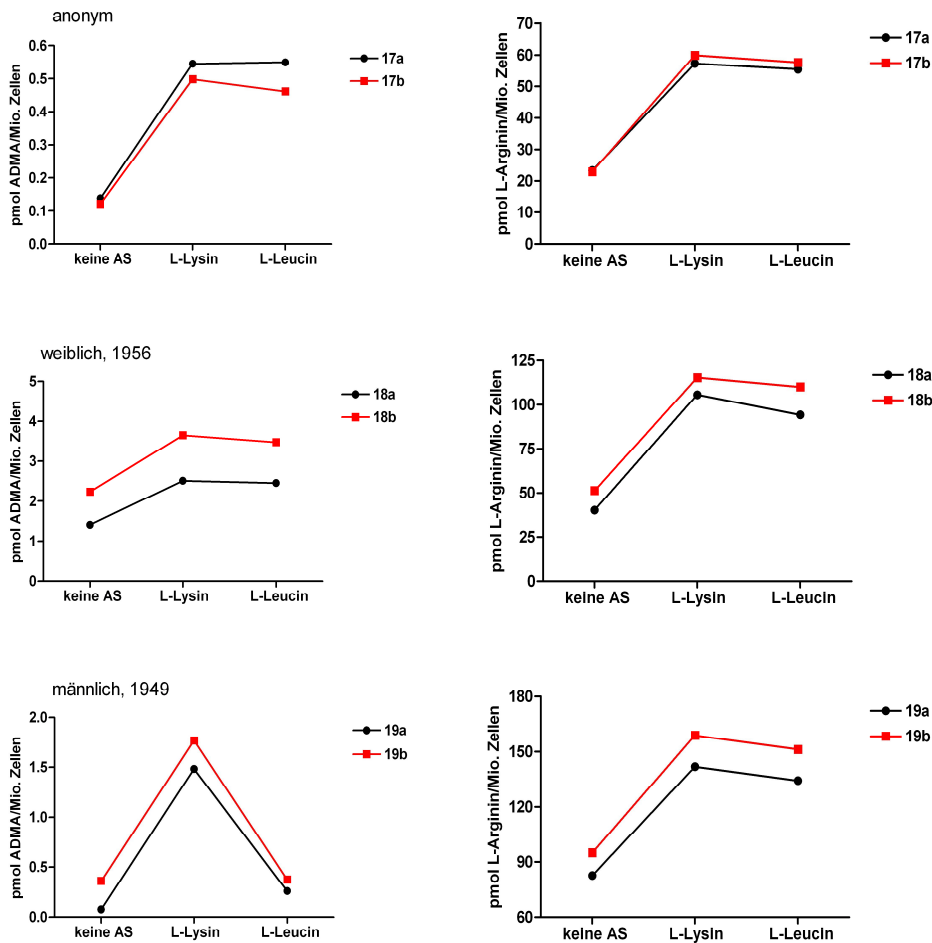 anonym
pmol ADMA/Mio. Zellen
0.6
0.5
0.4
0.3
0.2
0.1
0.0
keine AS L-Lysin L-Leucin
17a
17b
pmol L-Arginin/Mio. Zellen
70
60
50
40
30
20
10
0
keine AS L-Lysin L-Leucin
17a
17b
weiblich, 1956
pmol ADMA/Mio. Zellen
5
4
3
2
1
0
keine AS L-Lysin L-Leucin
18a
18b
pmol L-Arginin/Mio. Zellen
125
100
75
50
25
0
keine AS L-Lysin L-Leucin
18a
18b
männlich, 1949
pmol ADMA/Mio. Zellen
2.0
1.5
1.0
0.5
0.0
keine AS L-Lysin L-Leucin
19a
19b
pmol L-Arginin/Mio. Zellen
180
150
120
90
60
keine AS L-Lysin L-Leucin
19a
19b